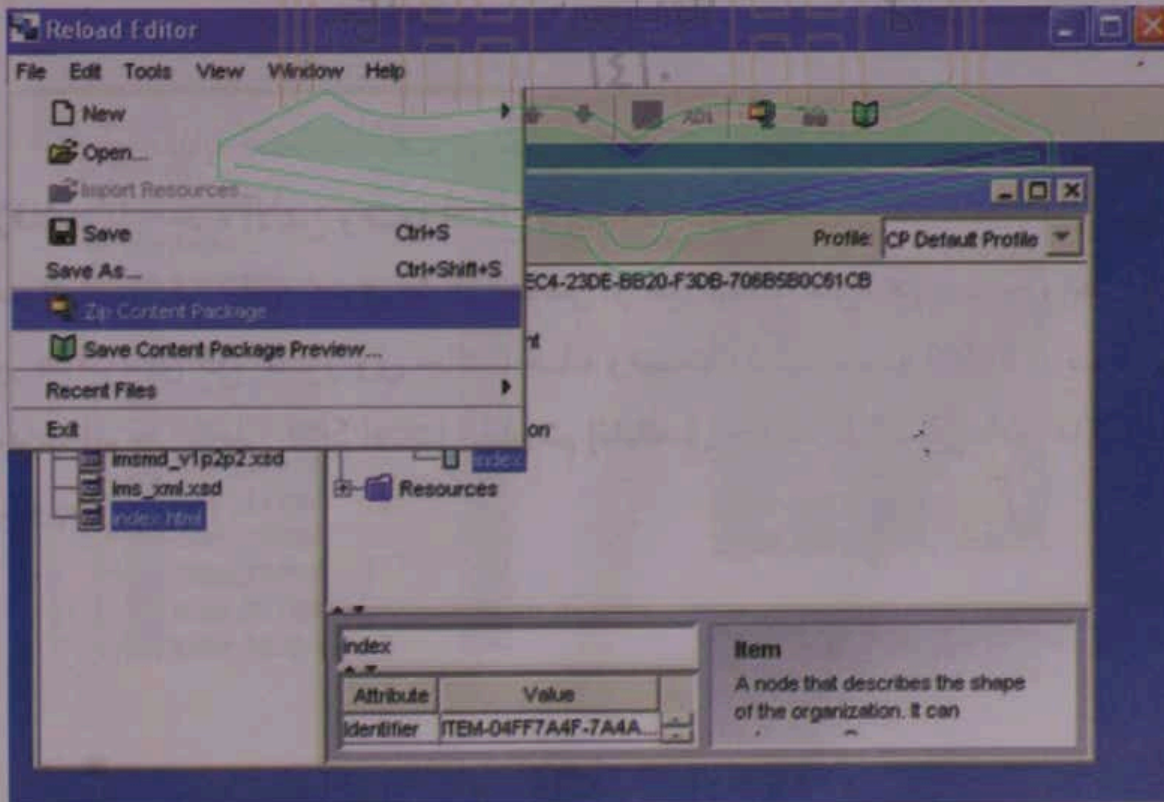 Reload Editor
File Edit Tools View Window Help
New
Open...
Import Resources...
Save Ctrl+S
Save As... Ctrl+Shift+S
Zip Content Package
Save Content Package Preview...
Recent Files
Exit
Profile: CP Default Profile
EC4-23DE-BB20-F3DB-706B5B0C61CB
nt
on
imsmd_v1p2p2.xsd
ims_xml.xsd
index.html
index
Resources
index
Attribute Value
Identifier ITEM-04FF7A4F-7A4A...
Item
A node that describes the shape
of the organization. It can